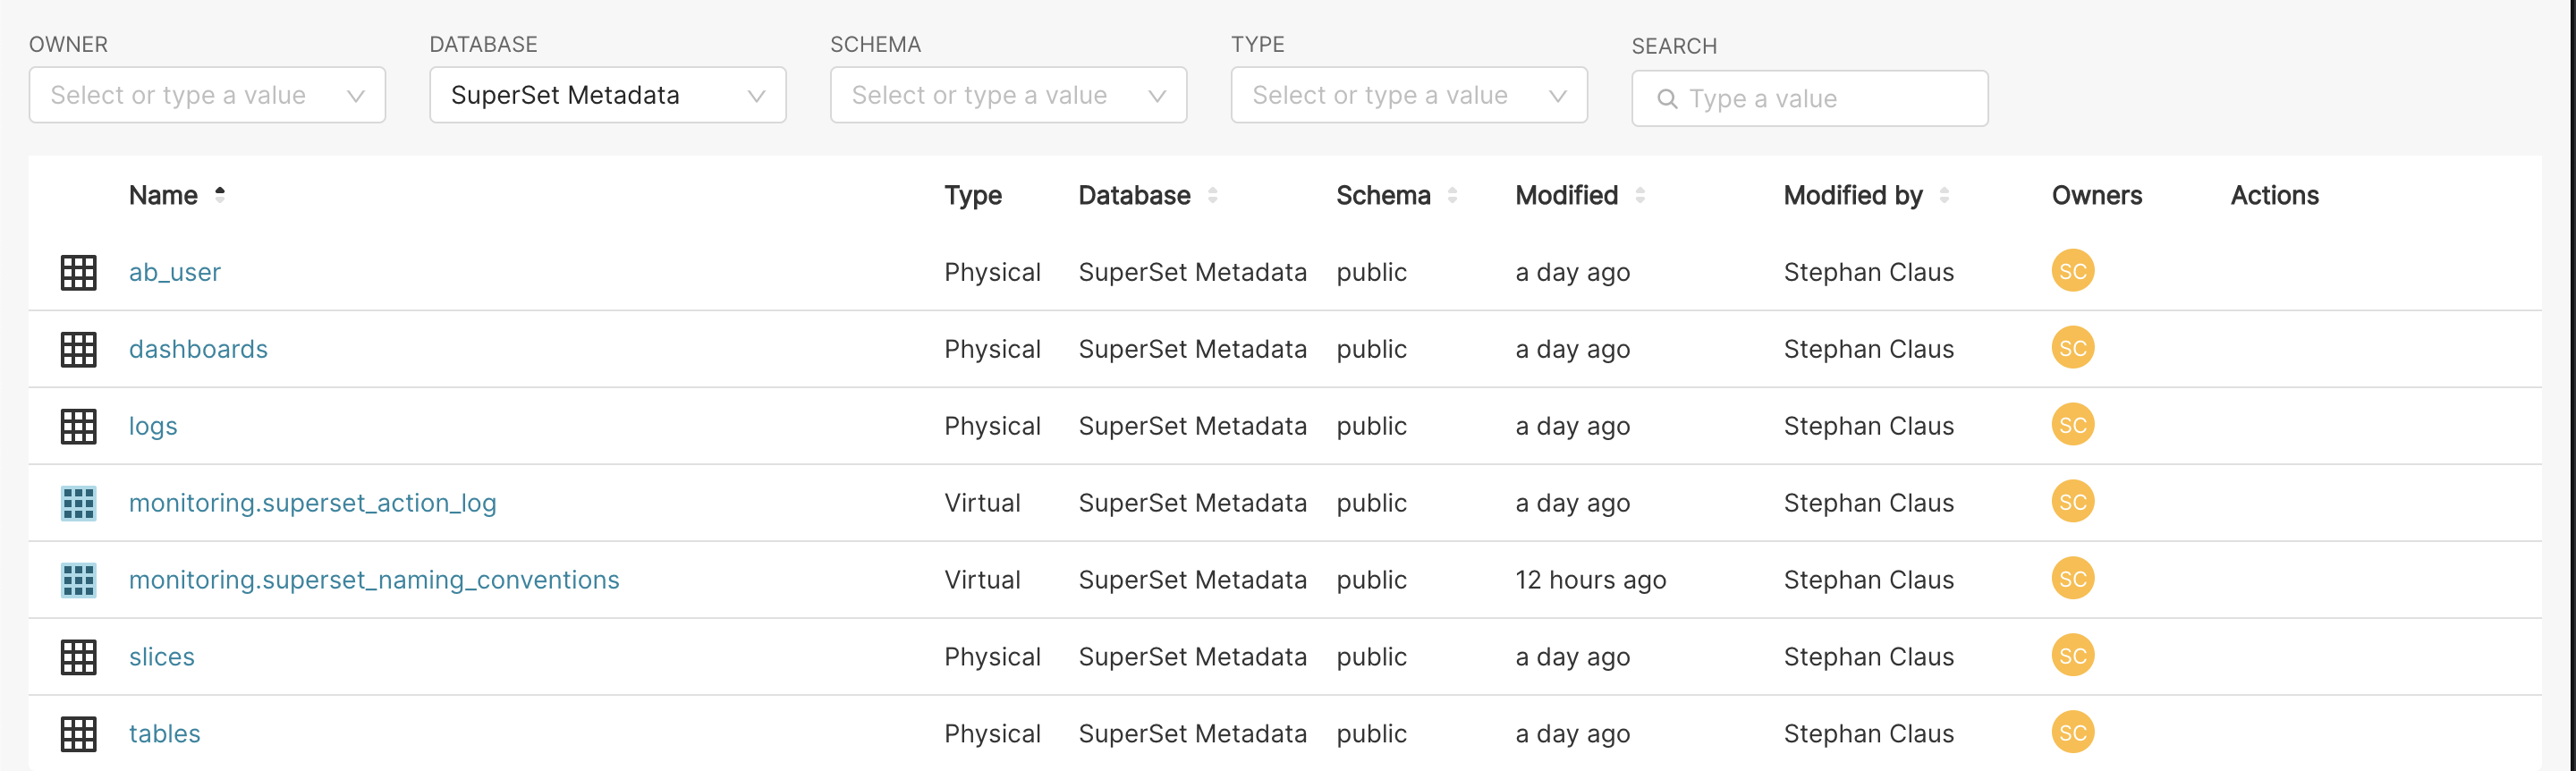 OWNER DATABASE SCHEMA TYPE SEARCH
Select or type a value SuperSet Metadata Select or type a value Select or type a value Type a value
Name Type Database Schema Modified Modified by Owners Actions
ab_user Physical SuperSet Metadata public a day ago Stephan Claus SC
dashboards Physical SuperSet Metadata public a day ago Stephan Claus SC
logs Physical SuperSet Metadata public a day ago Stephan Claus SC
monitoring.superset_action_log Virtual SuperSet Metadata public a day ago Stephan Claus SC
monitoring.superset_naming_conventions Virtual SuperSet Metadata public 12 hours ago Stephan Claus SC
slices Physical SuperSet Metadata public a day ago Stephan Claus SC
tables Physical SuperSet Metadata public a day ago Stephan Claus SC